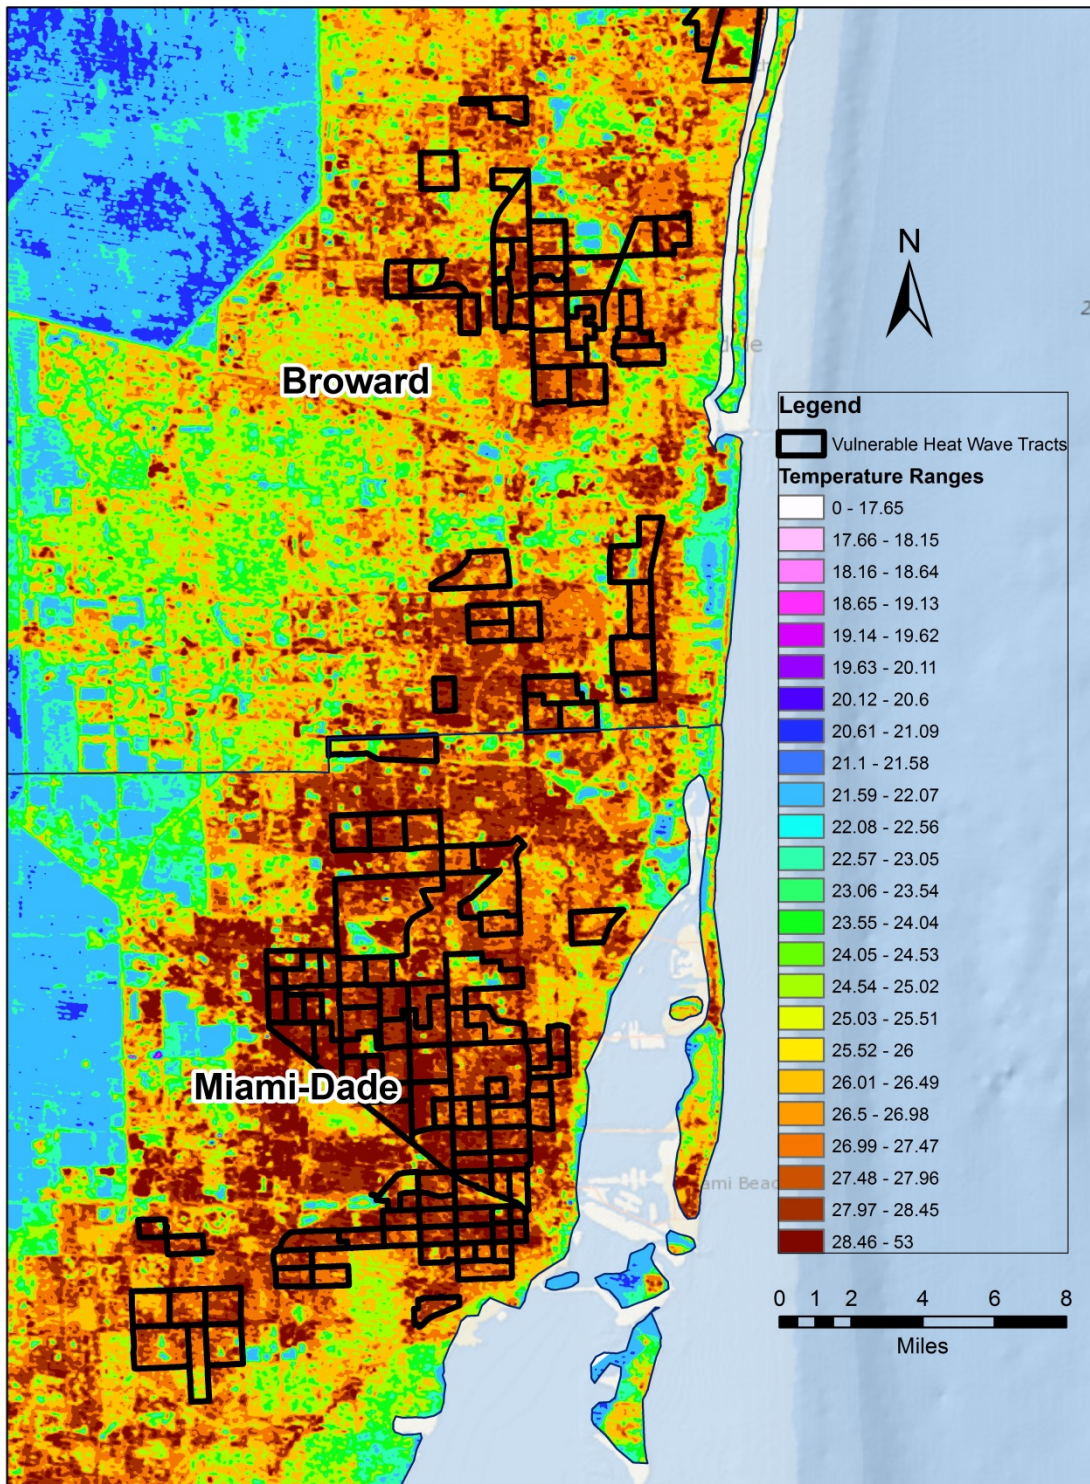 N
Broward
Legend
Vulnerable Heat Wave Tracts
Temperature Ranges
0 - 17.65
17.66 - 18.15
18.16 - 18.64
18.65 - 19.13
19.14 - 19.62
19.63 - 20.11
20.12 - 20.6
20.61 - 21.09
21.1 - 21.58
21.59 - 22.07
22.08 - 22.56
22.57 - 23.05
23.06 - 23.54
23.55 - 24.04
24.05 - 24.53
24.54 - 25.02
25.03 - 25.51
25.52 - 26
26.01 - 26.49
26.5 - 26.98
26.99 - 27.47
27.48 - 27.96
27.97 - 28.45
28.46 - 53
Miami-Dade
ami Beac
0 1 2 4 6 8
Miles